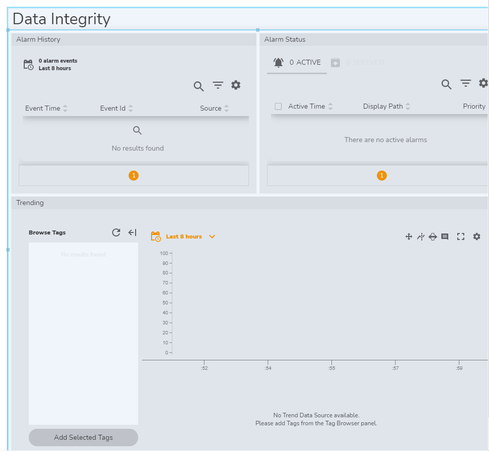 Data Integrity
Alarm History
Alarm Status
0 alarm events
Last 8 hours
0 ACTIVE
Event Time
Event Id
Source
Active Time
Display Path
Priority
No results found
There are no active alarms
1
1
Trending
Browse Tags
Last 8 hours
No results found
100
90
80
70
60
50
40
30
20
10
0
:52
:54
:55
:57
:59
No Trend Data Source available.
Please add Tags from the Tag Browser panel.
Add Selected Tags